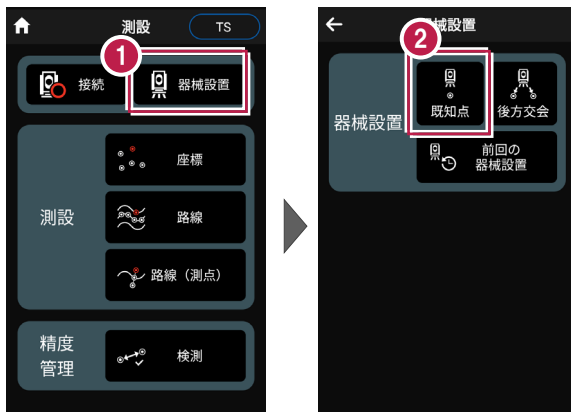 測設
TS
1
接続
器械設置
測設
座標
路線
路線（測点）
精度
管理
検測
器械設置
2
器械設置
既知点
後方交会
前回の
器械設置